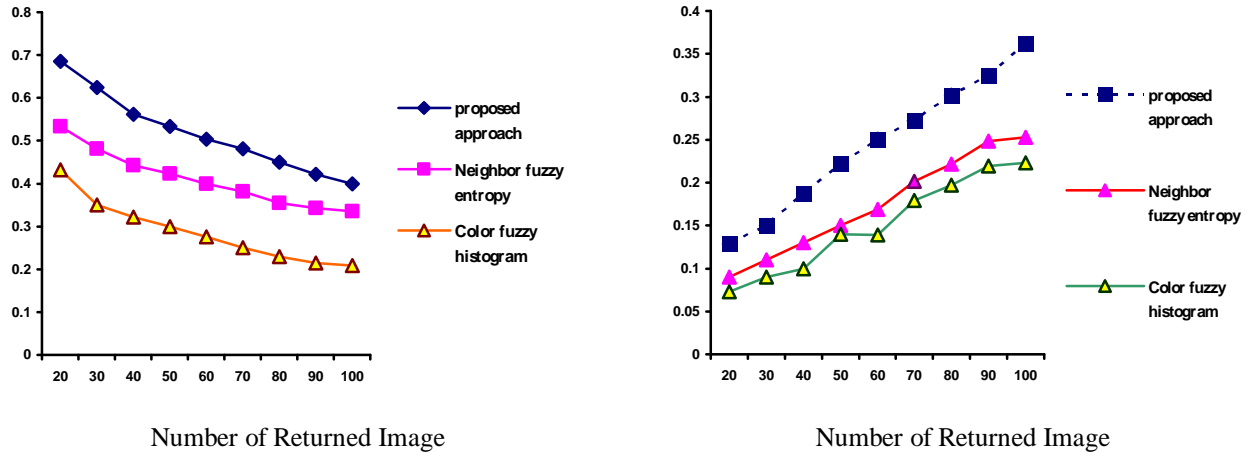 0.8
0.7
0.6
0.5
0.4
0.3
0.2
0.1
0
20 30 40 50 60 70 80 90 100
proposed
approach
Neighbor fuzzy
entropy
Color fuzzy
histogram
Number of Returned Image
0.4
0.35
0.3
0.25
0.2
0.15
0.1
0.05
0
20 30 40 50 60 70 80 90 100
proposed
approach
Neighbor
fuzzy entropy
Color fuzzy
histogram
Number of Returned Image